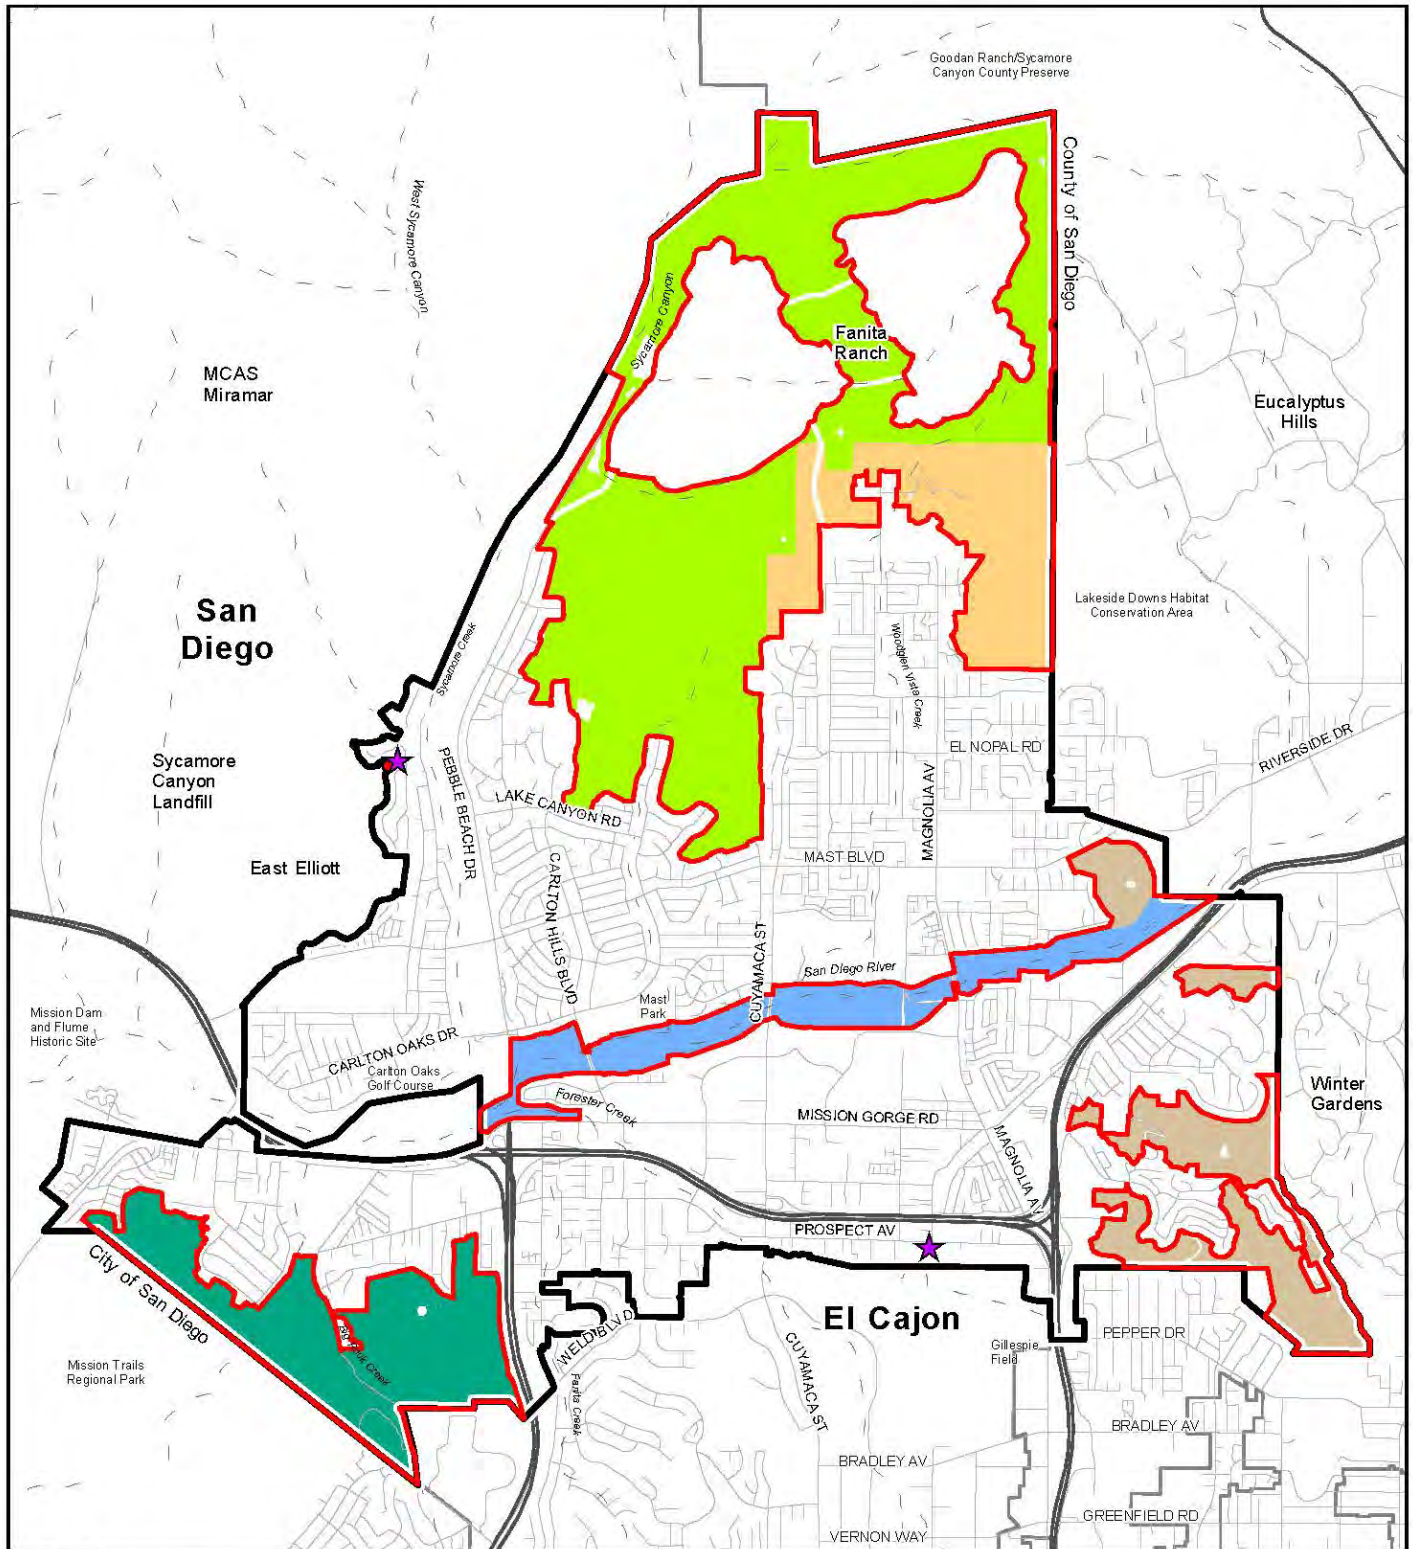 Goodan Ranch/Sycamore
Canyon County Preserve
County of San Diego
West Sycamore Canyon
Sycamore Canyon
Fanita
Ranch
MCAS
Miramar
Eucalyptus
Hills
San
Diego
Lakeside Downs Habitat
Conservation Area
Sycamore Creek
Woodglen Vista Creek
EL NOPAL RD
RIVERSIDE DR
Sycamore
Canyon
Landfill
PEBBLE BEACH DR
LAKE CANYON RD
MAGNOLIA AV
MAST BLVD
East Elliott
CARLTON HILLS BLVD
CUYAMACA ST
San Diego River
Mast
Park
Mission Dam
and Flume
Historic Site
CARLTON OAKS DR
Carlton Oaks
Golf Course
Forester Creek
MISSION GORGE RD
Winter
Gardens
MAGNOLIA AV
PROSPECT AV
City of San Diego
El Cajon
WELD BLVD
CUYAMACA ST
Gillespie
Field
PEPPER DR
Mission Trails
Regional Park
Fanita Creek
BRADLEY AV
BRADLEY AV
GREENFIELD RD
VERNON WAY